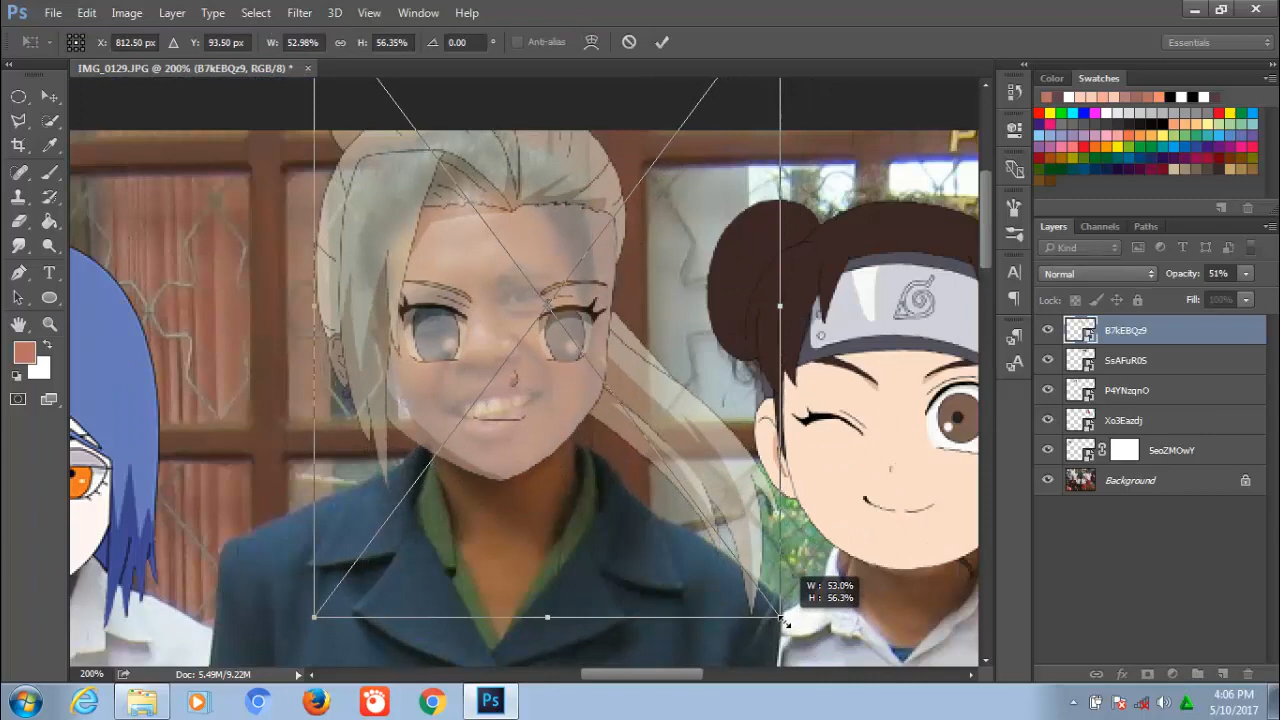 Ps File Edit Image Layer Type Select Filter 3D View Window Help
X: 812.50 px Y: 93.50 px W: 52.98% H: 56.35% 0.00 ° Anti-alias Essentials
IMG_0129.JPG @ 200% (B7kEBQz9, RGB/8) * ×
Color Swatches
Layers Channels Paths
Kind
Normal Opacity: 51%
Lock: Fill: 100%
B7kEBQz9
SsAFuR0S
P4YNzqnO
Xo3Eazdj
SeoZMOwY
Background
P
W: 53.0%
H: 56.3%
200% Doc: 5.49M/9.22M
Ps
4:06 PM
5/10/2017